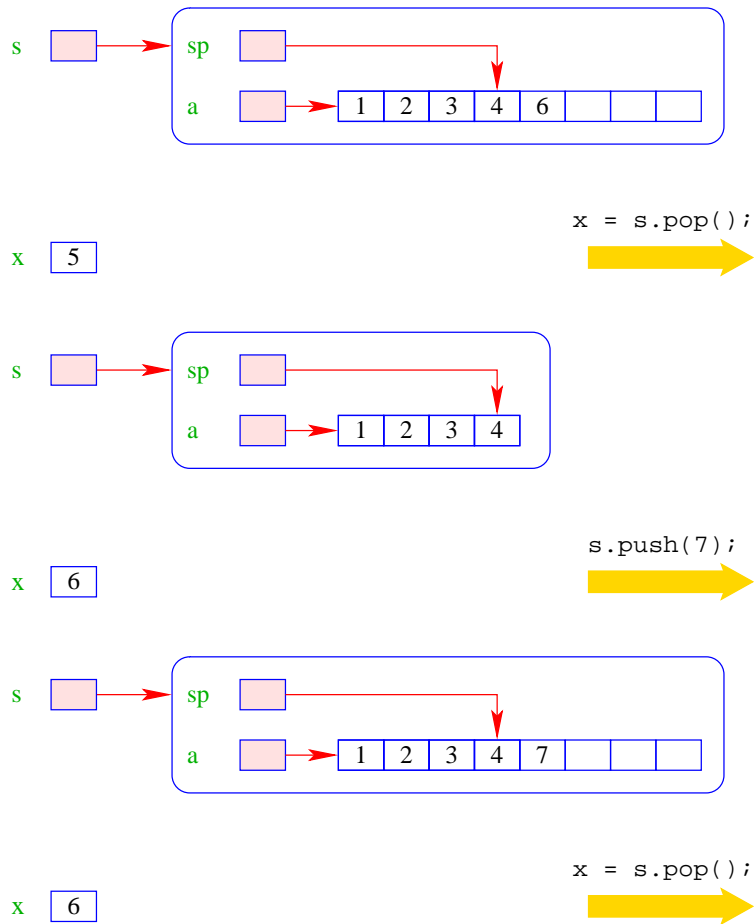 s sp
a 1 2 3 4 6
x = s.pop();
x 5
s sp
a 1 2 3 4
s.push(7);
x 6
s sp
a 1 2 3 4 7
x = s.pop();
x 6